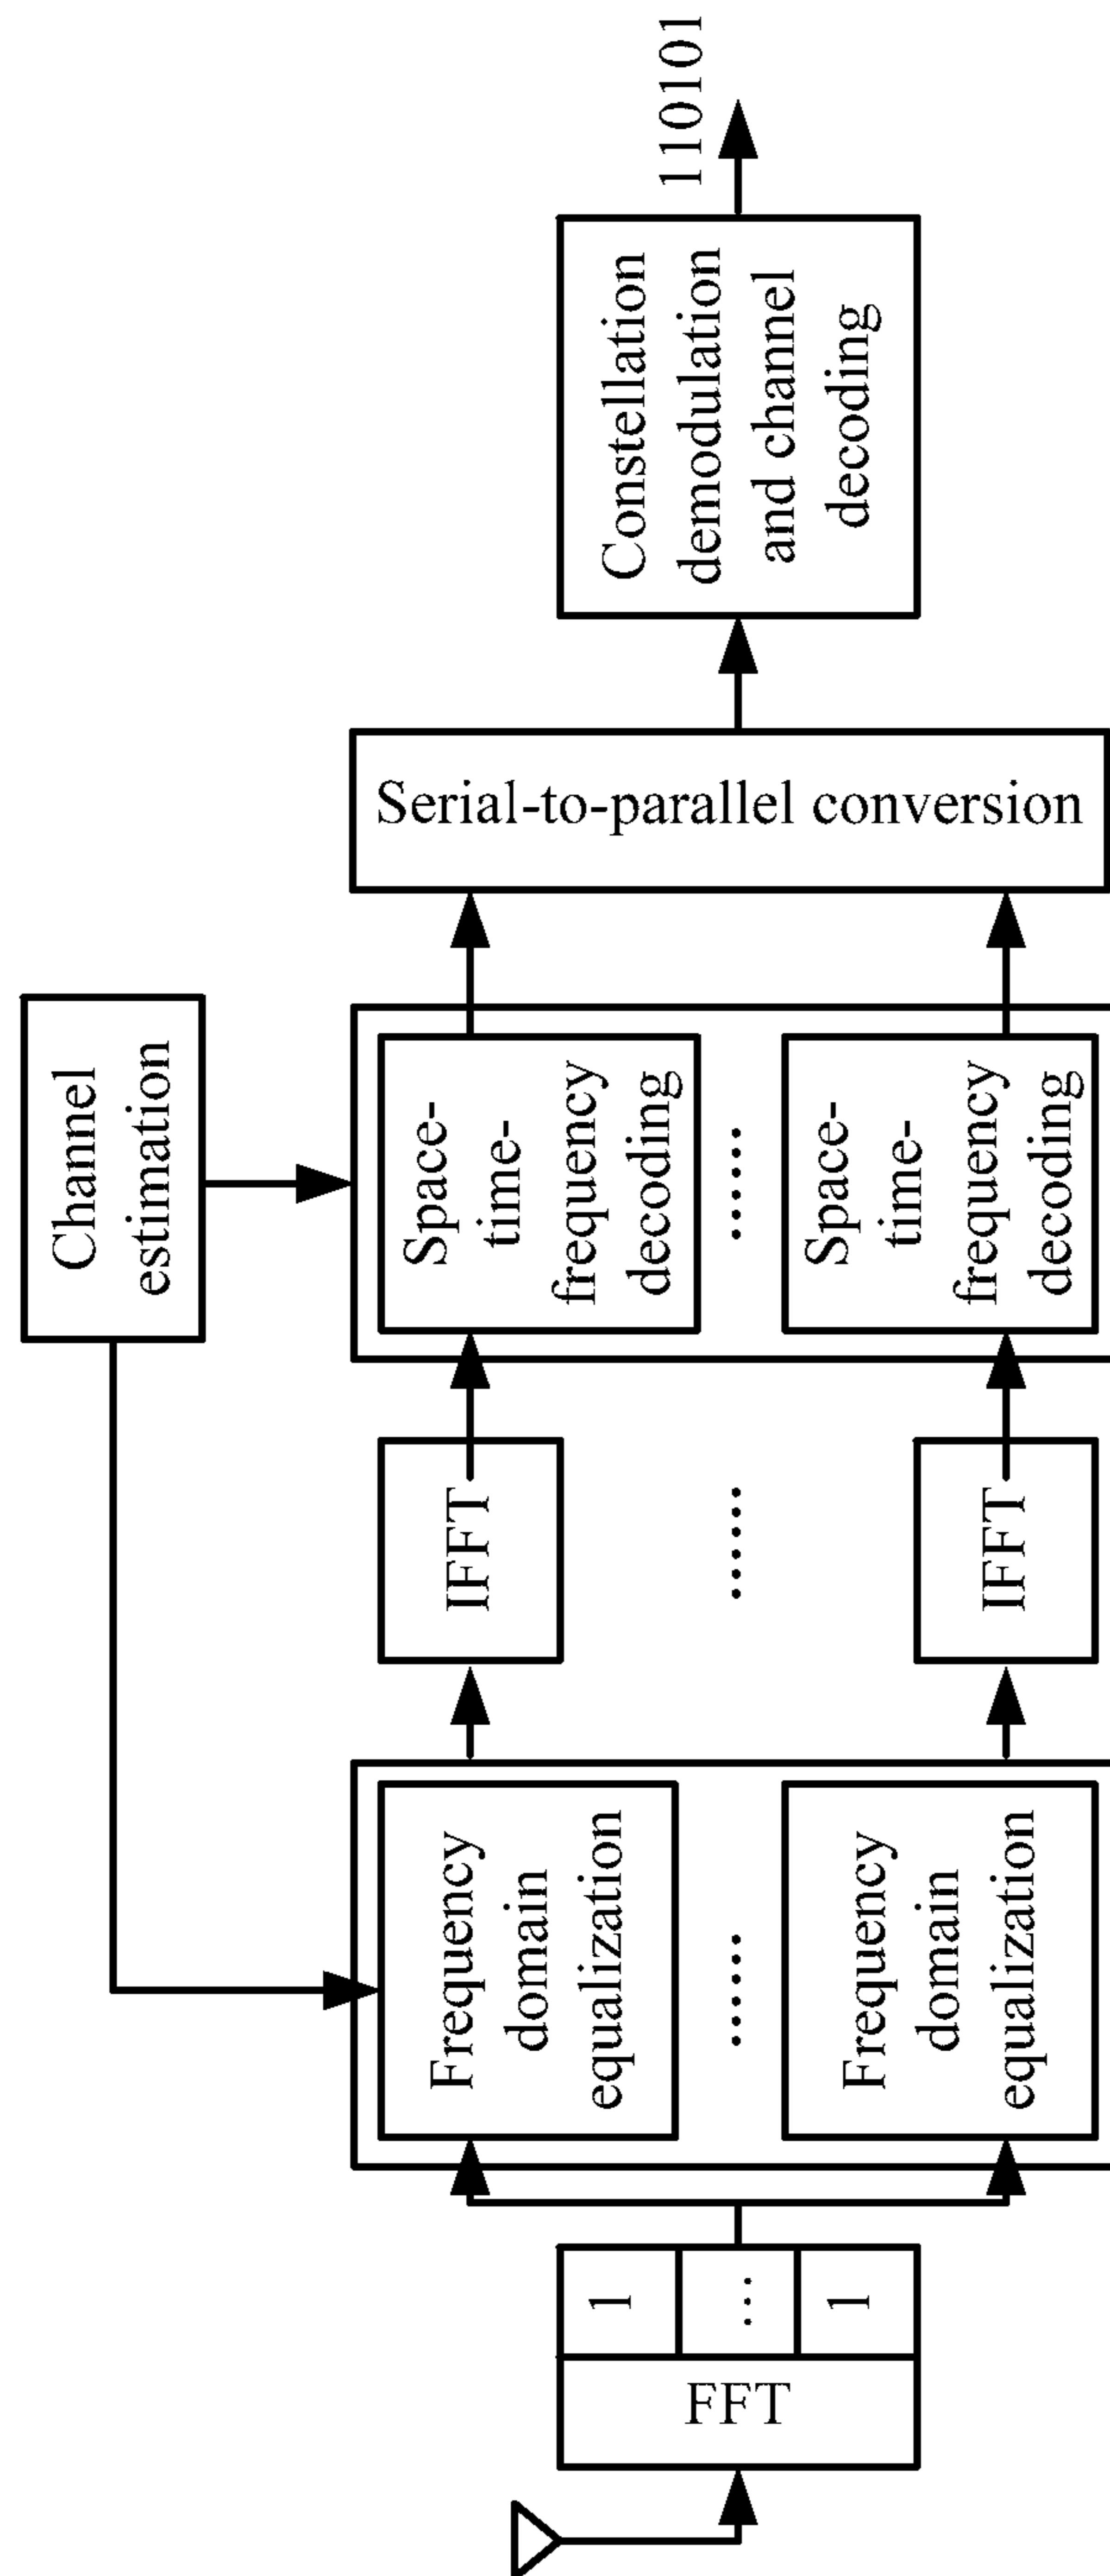 Channel
estimation
FFT
1
...
1
Frequency
domain
equalization
......
Frequency
domain
equalization
IFFT
......
IFFT
Space-
time-
frequency
decoding
......
Space-
time-
frequency
decoding
Serial-to-parallel conversion
Constellation
demodulation
and channel
decoding
110101